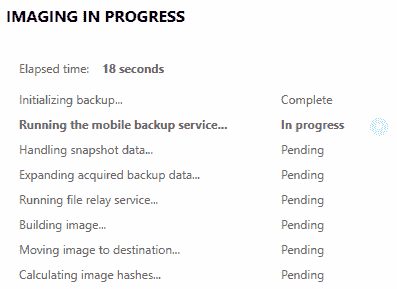 IMAGING IN PROGRESS
Elapsed time: 18 seconds
Initializing backup... Complete
Running the mobile backup service... In progress
Handling snapshot data... Pending
Expanding acquired backup data... Pending
Running file relay service... Pending
Building image... Pending
Moving image to destination... Pending
Calculating image hashes... Pending